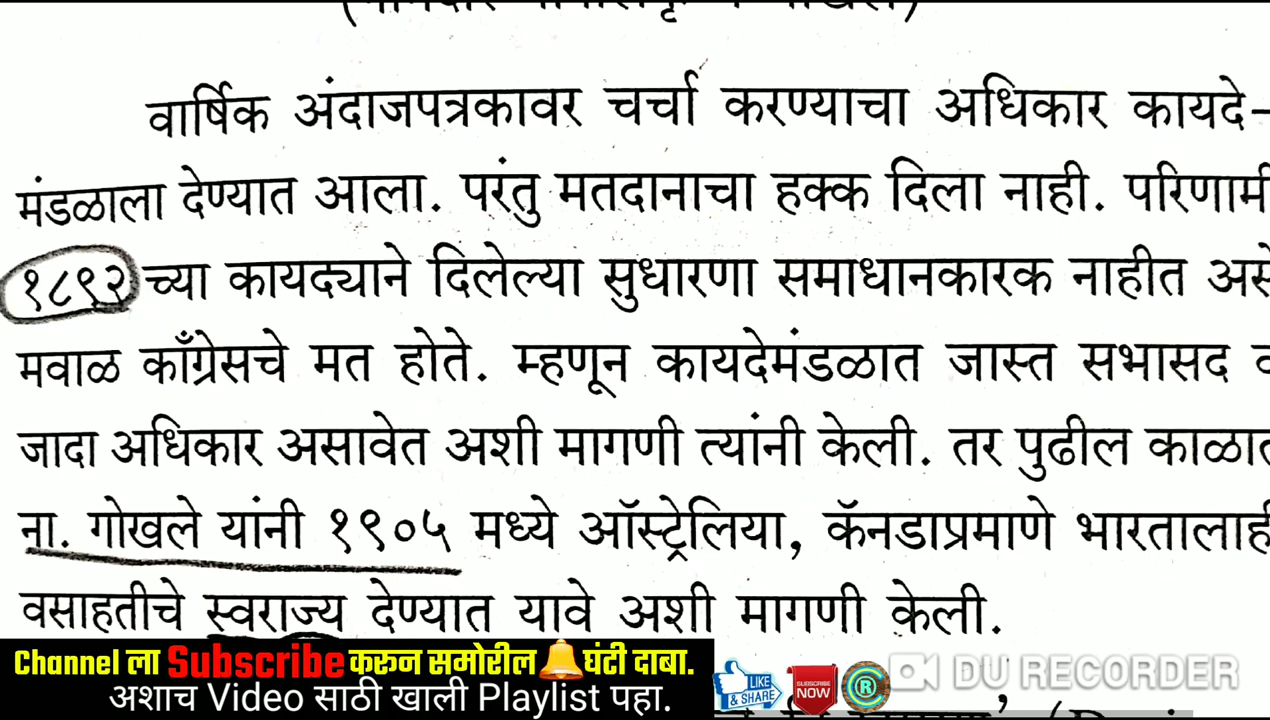 वार्षिक अंदाजपत्रकावर चर्चा करण्याचा अधिकार कायदे-
मंडळाला देण्यात आला. परंतु मतदानाचा हक्क दिला नाही. परिणामी
१८९२ च्या कायद्याने दिलेल्या सुधारणा समाधानकारक नाहीत असे
मवाळ काँग्रेसचे मत होते. म्हणून कायदेमंडळात जास्त सभासद व
जादा अधिकार असावेत अशी मागणी त्यांनी केली. तर पुढील काळात
ना. गोखले यांनी १९०५ मध्ये ऑस्ट्रेलिया, कॅनडाप्रमाणे भारतालाही
वसाहतीचे स्वराज्य देण्यात यावे अशी मागणी केली.
Channel ला Subscribe करून समोरील घंटी दाबा.
अशाच Video साठी खाली Playlist पहा.
LIKE & SHARE
SUBSCRIBE NOW
R
DU RECORDER